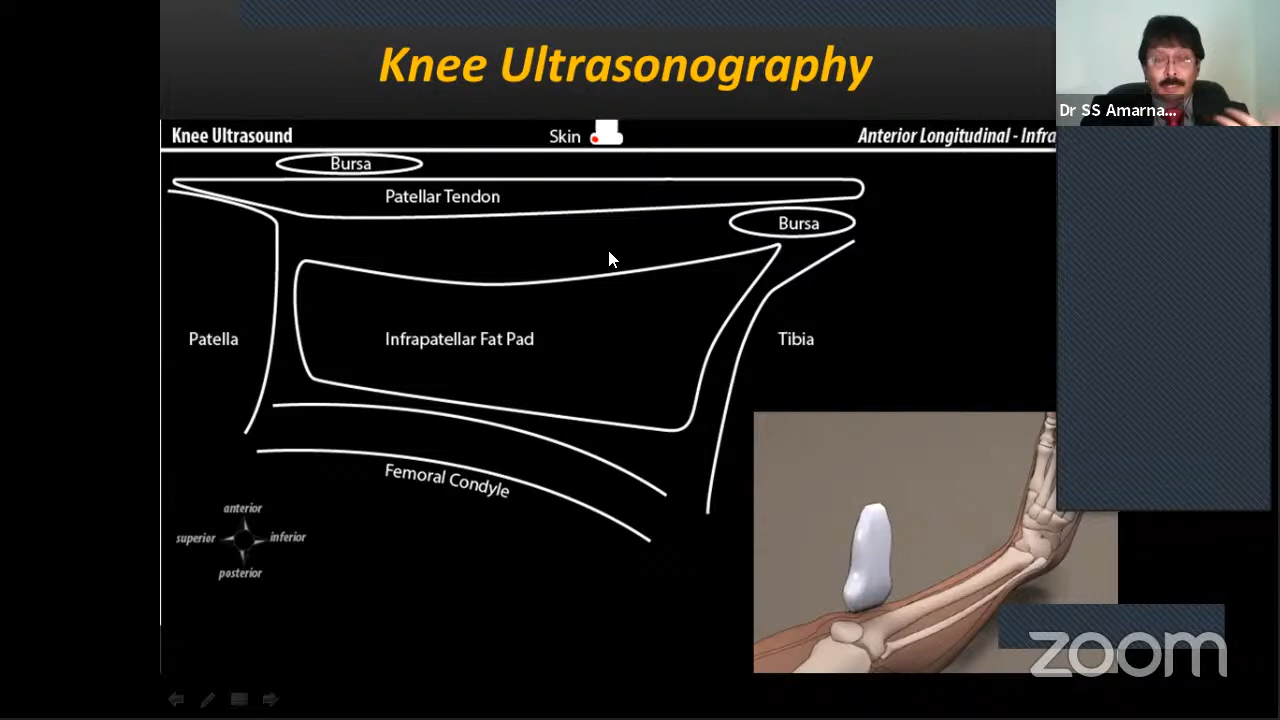 Knee Ultrasonography
Dr SS Amarna...
Knee Ultrasound
Skin
Anterior Longitudinal - Infra
Bursa
Patellar Tendon
Bursa
Patella
Infrapatellar Fat Pad
Tibia
Femoral Condyle
anterior
superior
inferior
posterior
zoom